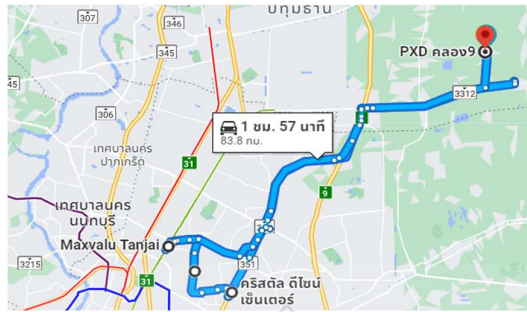 ปทุมธาน
307
346
345
PXD คลอง9
45
3312
306
1 ชม. 57 นาที
83.8 กม.
เทศบาลนคร
ปากเกร็ด
31
9
เทศบาลนคร
นนทบุรี
Maxvalu Tanjai
3215
351
31
คริสตัล ดีไซน์
เซ็นเตอร์